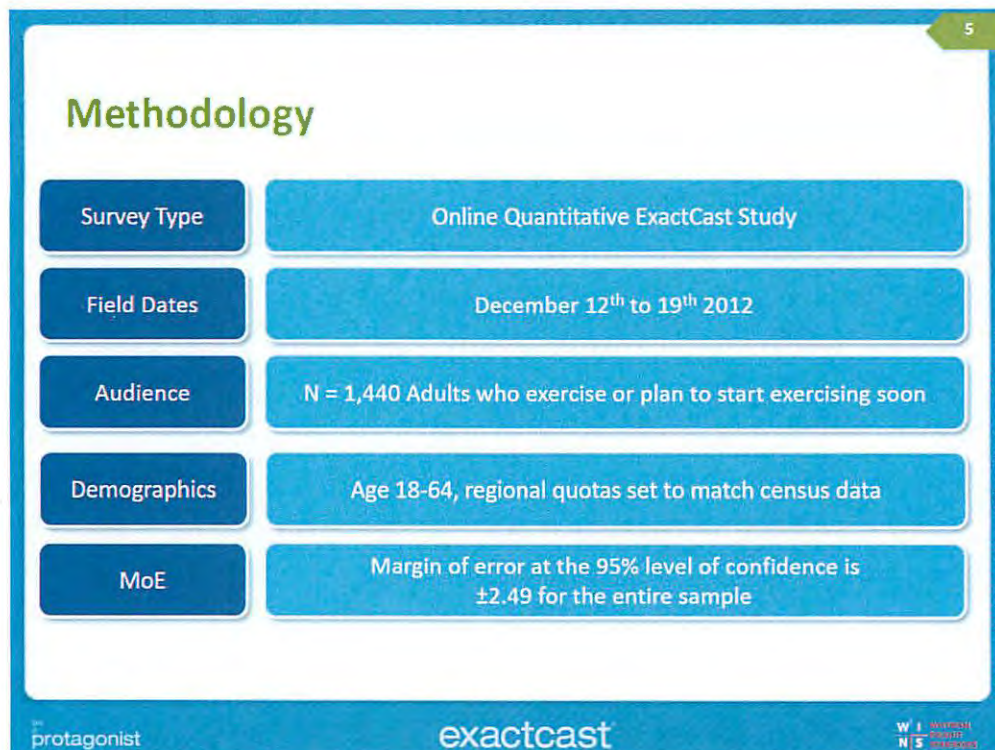 5
Methodology
Survey Type
Online Quantitative ExactCast Study
Field Dates
December 12th to 19th 2012
Audience
N = 1,440 Adults who exercise or plan to start exercising soon
Demographics
Age 18-64, regional quotas set to match census data
MoE
Margin of error at the 95% level of confidence is
±2.49 for the entire sample
protagonist
exactcast
W I
N S